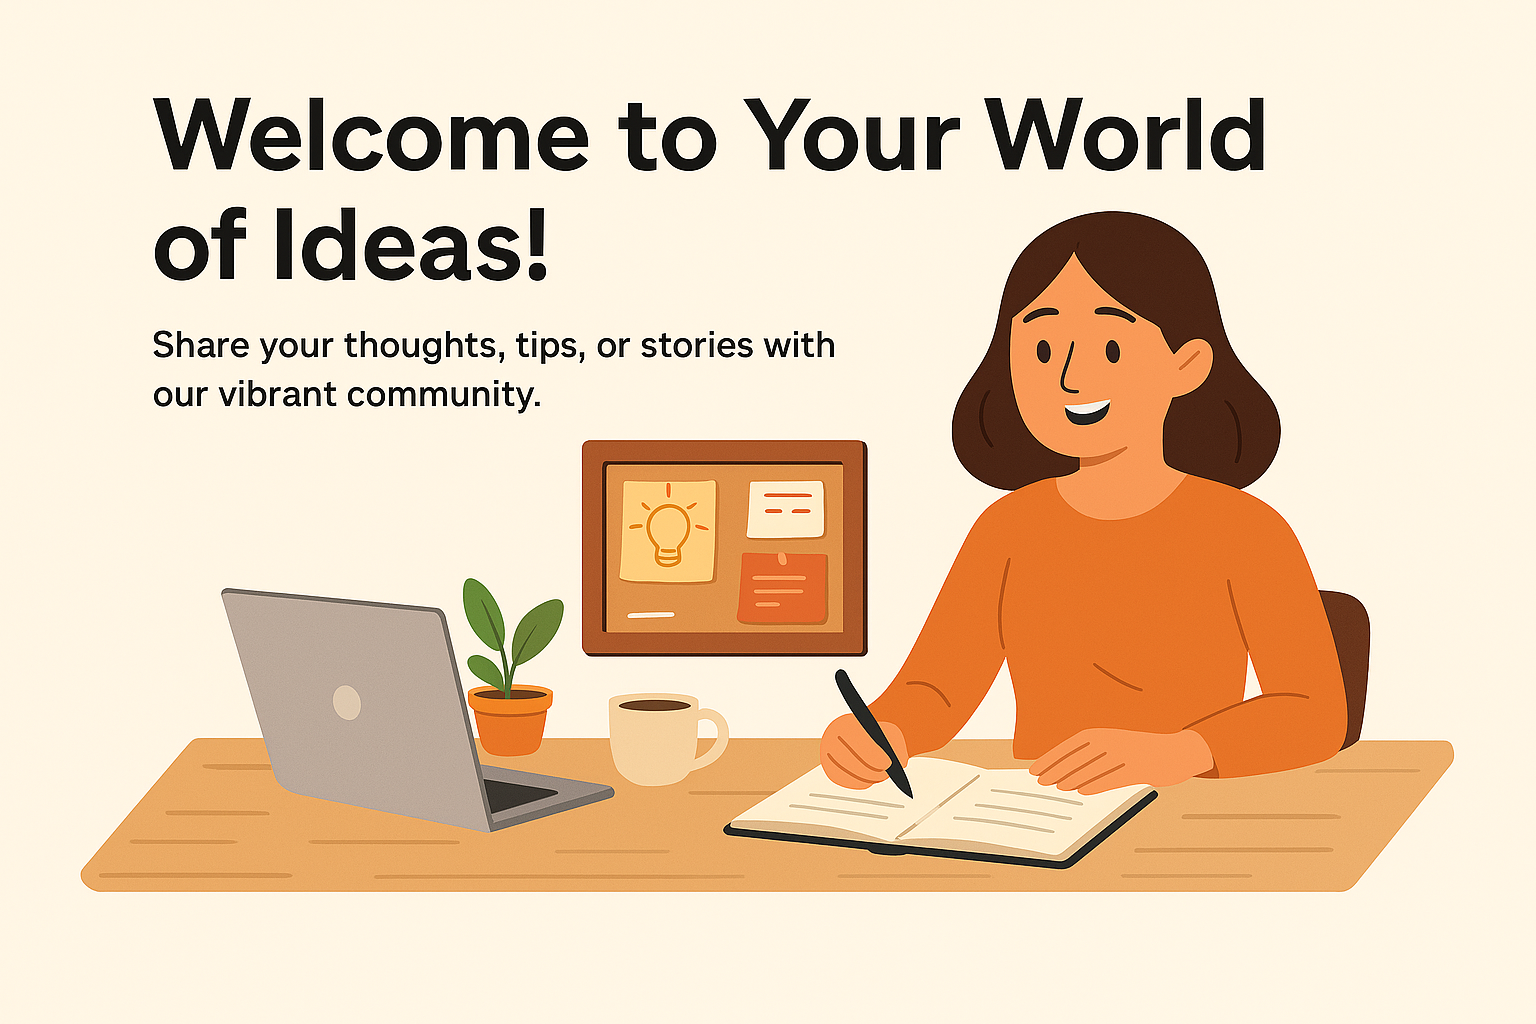 Welcome to Your World
of Ideas!
Share your thoughts, tips, or stories with
our vibrant community.